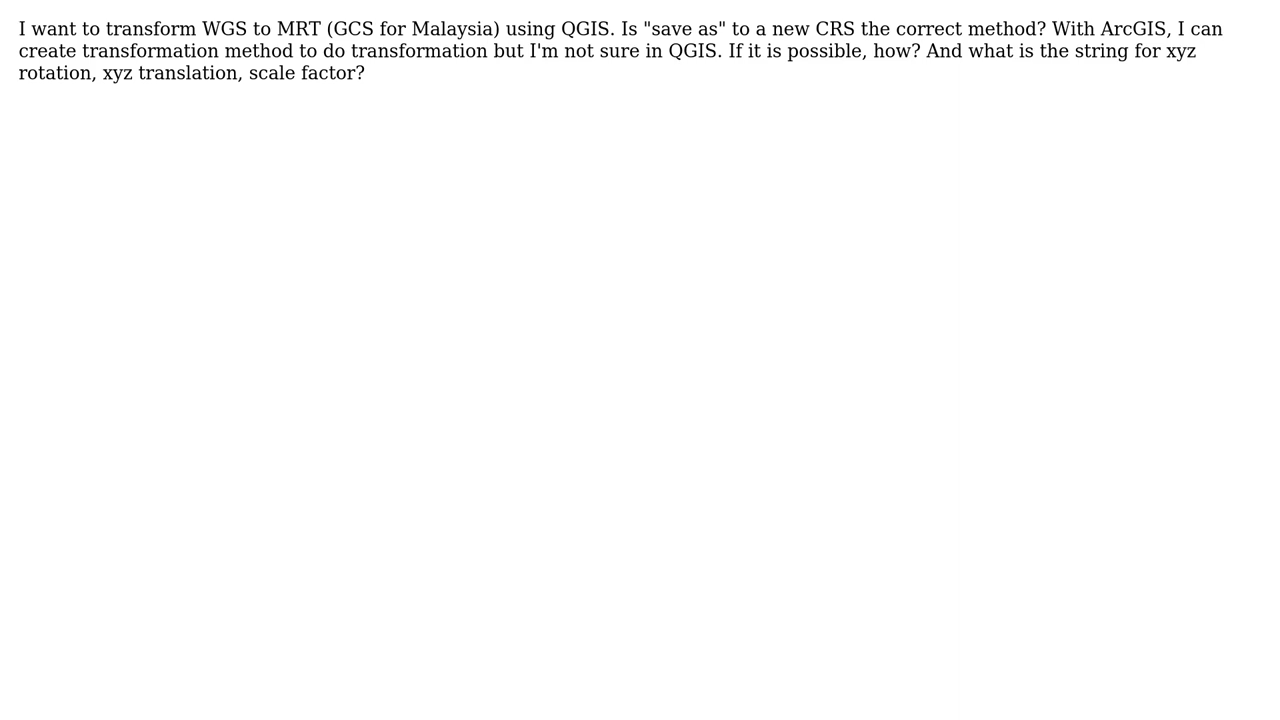 I want to transform WGS to MRT (GCS for Malaysia) using QGIS. Is "save as" to a new CRS the correct method? With ArcGIS, I can
create transformation method to do transformation but I'm not sure in QGIS. If it is possible, how? And what is the string for xyz
rotation, xyz translation, scale factor?